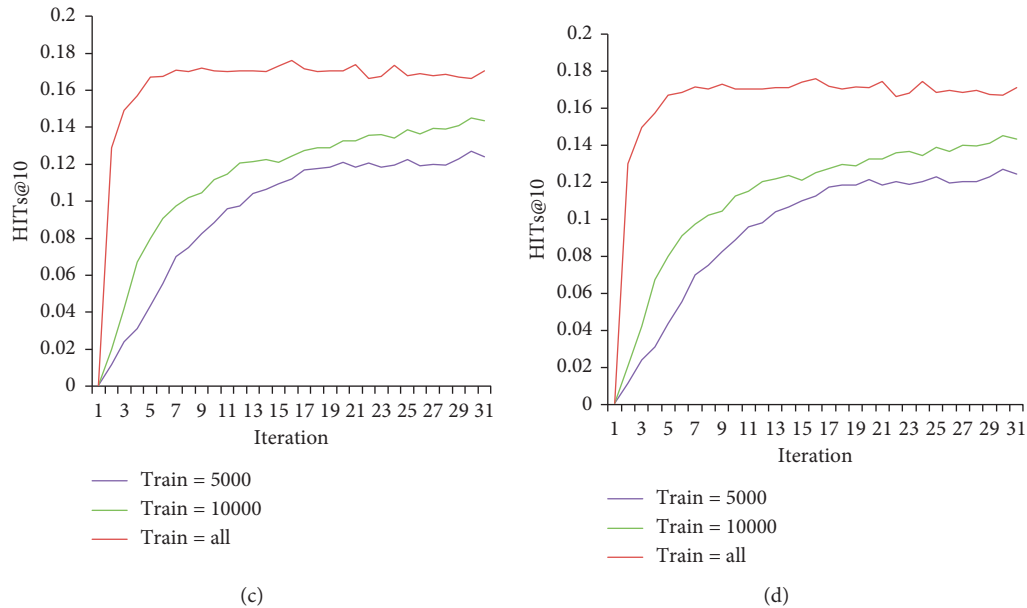 0.2
0.18
0.16
0.14
0.12
0.1
0.08
0.06
0.04
0.02
0
HITs@10
1 3 5 7 9 11 13 15 17 19 21 23 25 27 29 31
Iteration
Train = 5000
Train = 10000
Train = all
(c)
0.2
0.18
0.16
0.14
0.12
0.1
0.08
0.06
0.04
0.02
0
HITs@10
1 3 5 7 9 11 13 15 17 19 21 23 25 27 29 31
Iteration
Train = 5000
Train = 10000
Train = all
(d)